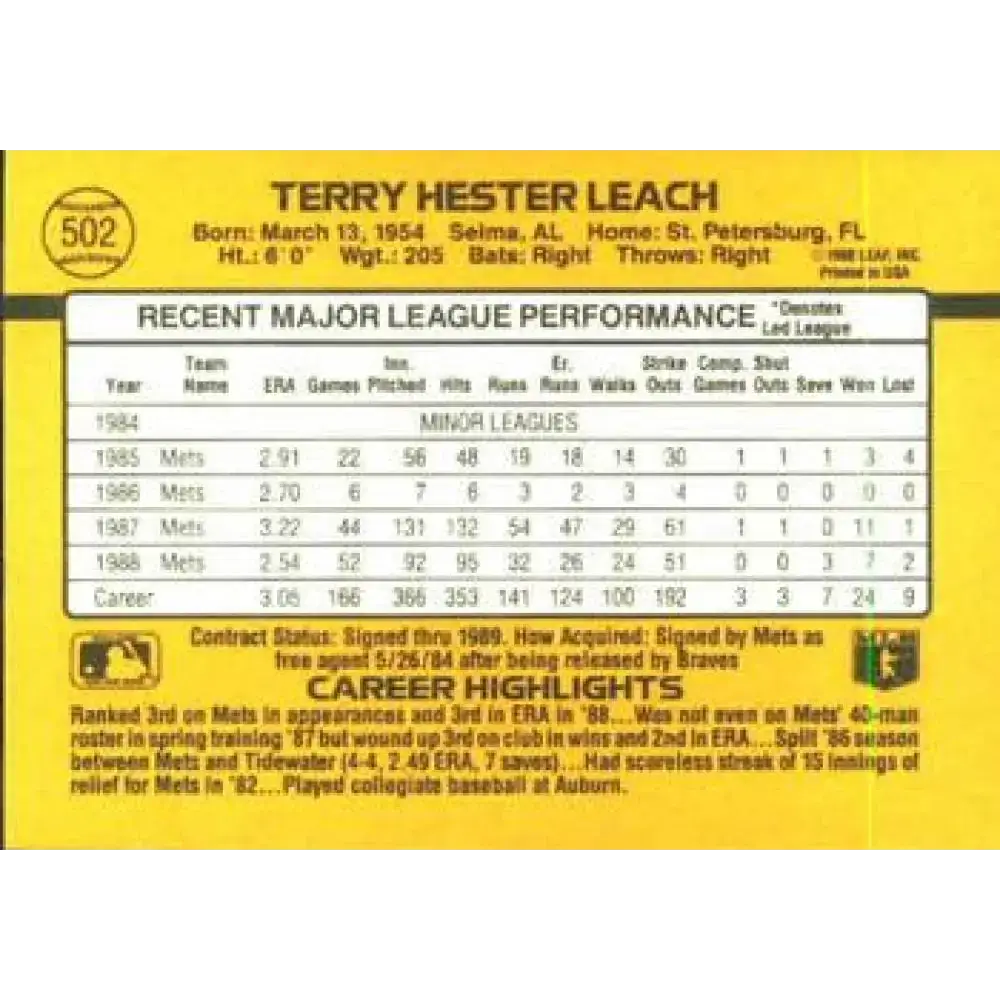 TERRY HESTER LEACH
502
Born: March 13, 1954 Selma, AL Home: St. Petersburg, FL
Ht.: 6'0" Wgt.: 205 Bats: Right Throws: Right © 1988 LEAF, INC.
Printed in USA
RECENT MAJOR LEAGUE PERFORMANCE *Denotes Led League
Year Team Name ERA Games Inn. Pitched Hits Runs Er. Runs Walks Strike Outs Comp. Games Shut Outs Save Won Lost
1984 MINOR LEAGUES
1985 Mets 2.91 22 56 48 19 18 14 30 1 1 1 3 4
1986 Mets 2.70 6 7 6 3 2 3 4 0 0 0 0 0
1987 Mets 3.22 44 131 132 54 47 29 61 1 1 0 11 1
1988 Mets 2.54 52 92 95 32 26 24 51 0 0 3 7 2
Career 3.05 166 366 353 141 124 100 192 3 3 7 24 9
Contract Status: Signed thru 1989. How Acquired: Signed by Mets as
free agent 5/26/84 after being released by Braves
CAREER HIGHLIGHTS
Ranked 3rd on Mets in appearances and 3rd in ERA in '88...Was not even on Mets' 40-man
roster in spring training '87 but wound up 3rd on club in wins and 2nd in ERA...Split '86 season
between Mets and Tidewater (4-4, 2.49 ERA, 7 saves)...Had scoreless streak of 15 innings of
relief for Mets in '82...Played collegiate baseball at Auburn.